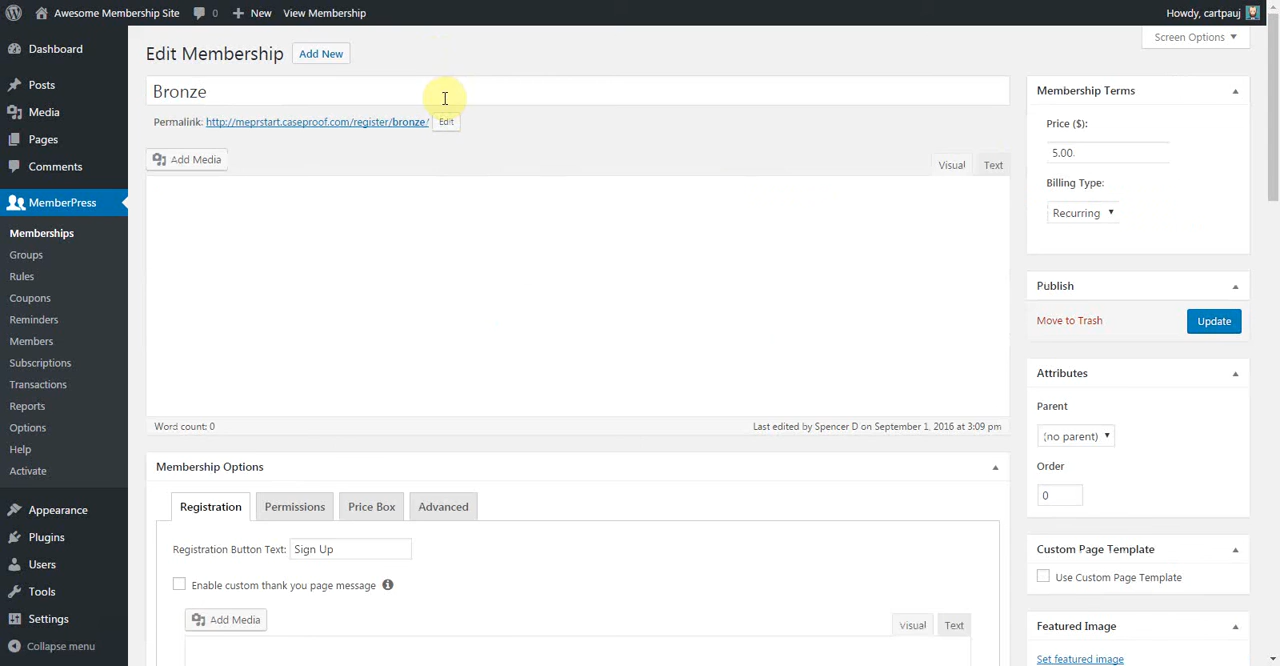 Awesome Membership Site 0 New View Membership Howdy, cartpauj
Screen Options
Dashboard
Posts
Media
Pages
Comments
MemberPress
Memberships
Groups
Rules
Coupons
Reminders
Members
Subscriptions
Transactions
Reports
Options
Help
Activate
Appearance
Plugins
Users
Tools
Settings
Collapse menu
Edit Membership Add New
Bronze
Permalink: http://meprstart.caseproof.com/register/bronze/ Edit
Add Media
Visual Text
Word count: 0 Last edited by Spencer D on September 1, 2016 at 3:09 pm
Membership Options
Registration Permissions Price Box Advanced
Registration Button Text: Sign Up
Enable custom thank you page message
Add Media
Visual Text
Membership Terms
Price ($):
5.00
Billing Type:
Recurring
Publish
Move to Trash Update
Attributes
Parent
(no parent)
Order
0
Custom Page Template
Use Custom Page Template
Featured Image
Set featured image